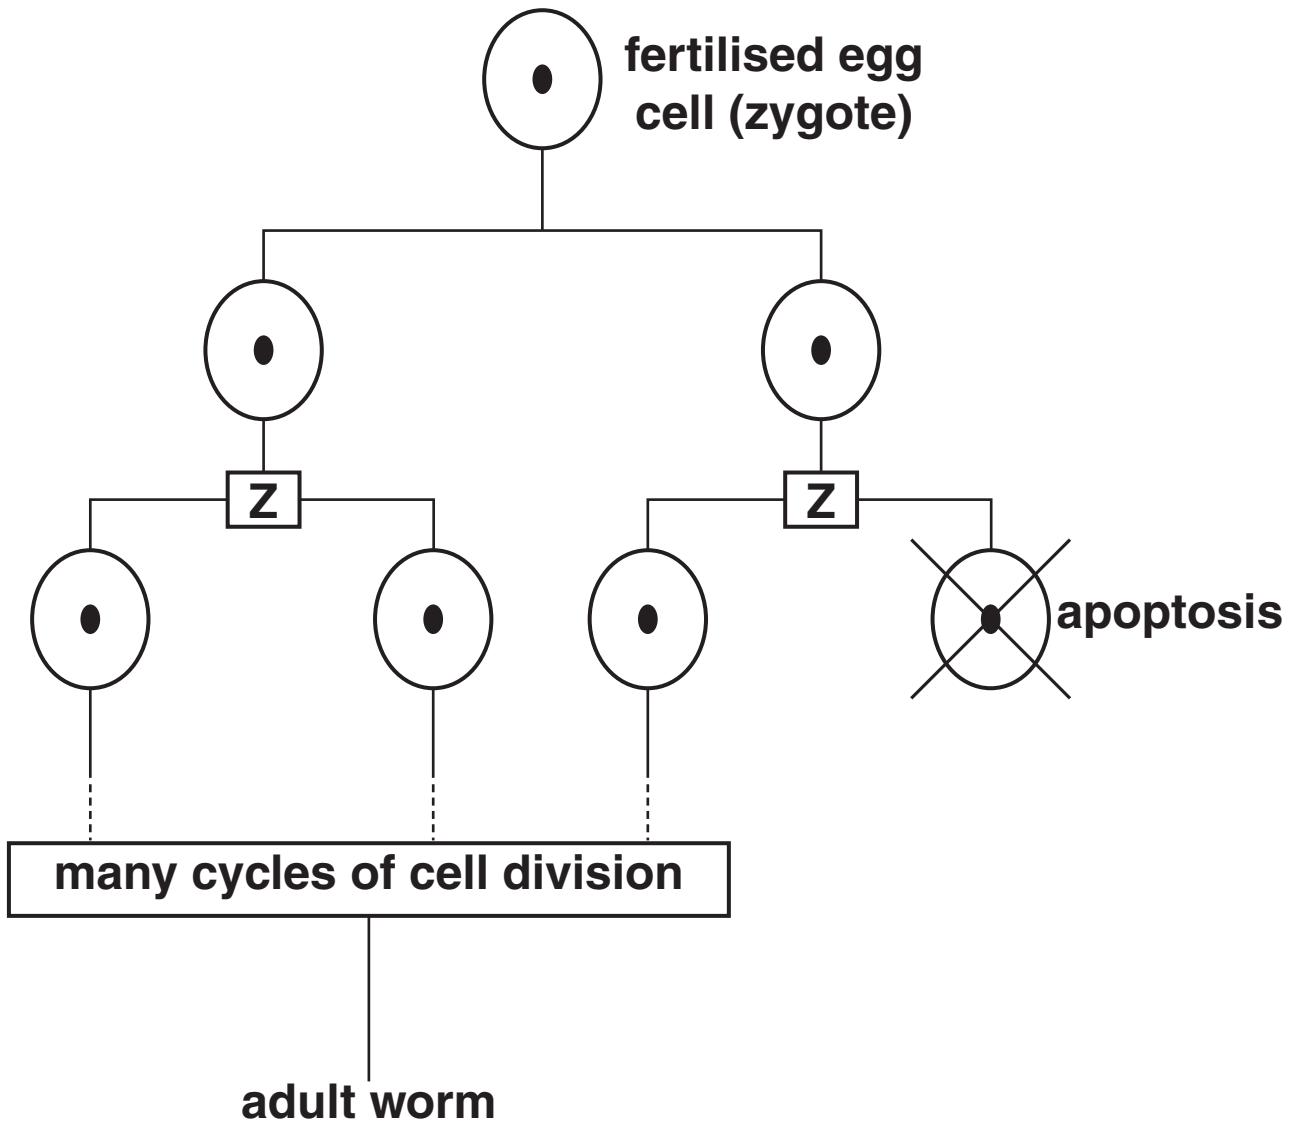 fertilised egg
cell (zygote)
Z
Z
apoptosis
many cycles of cell division
adult worm